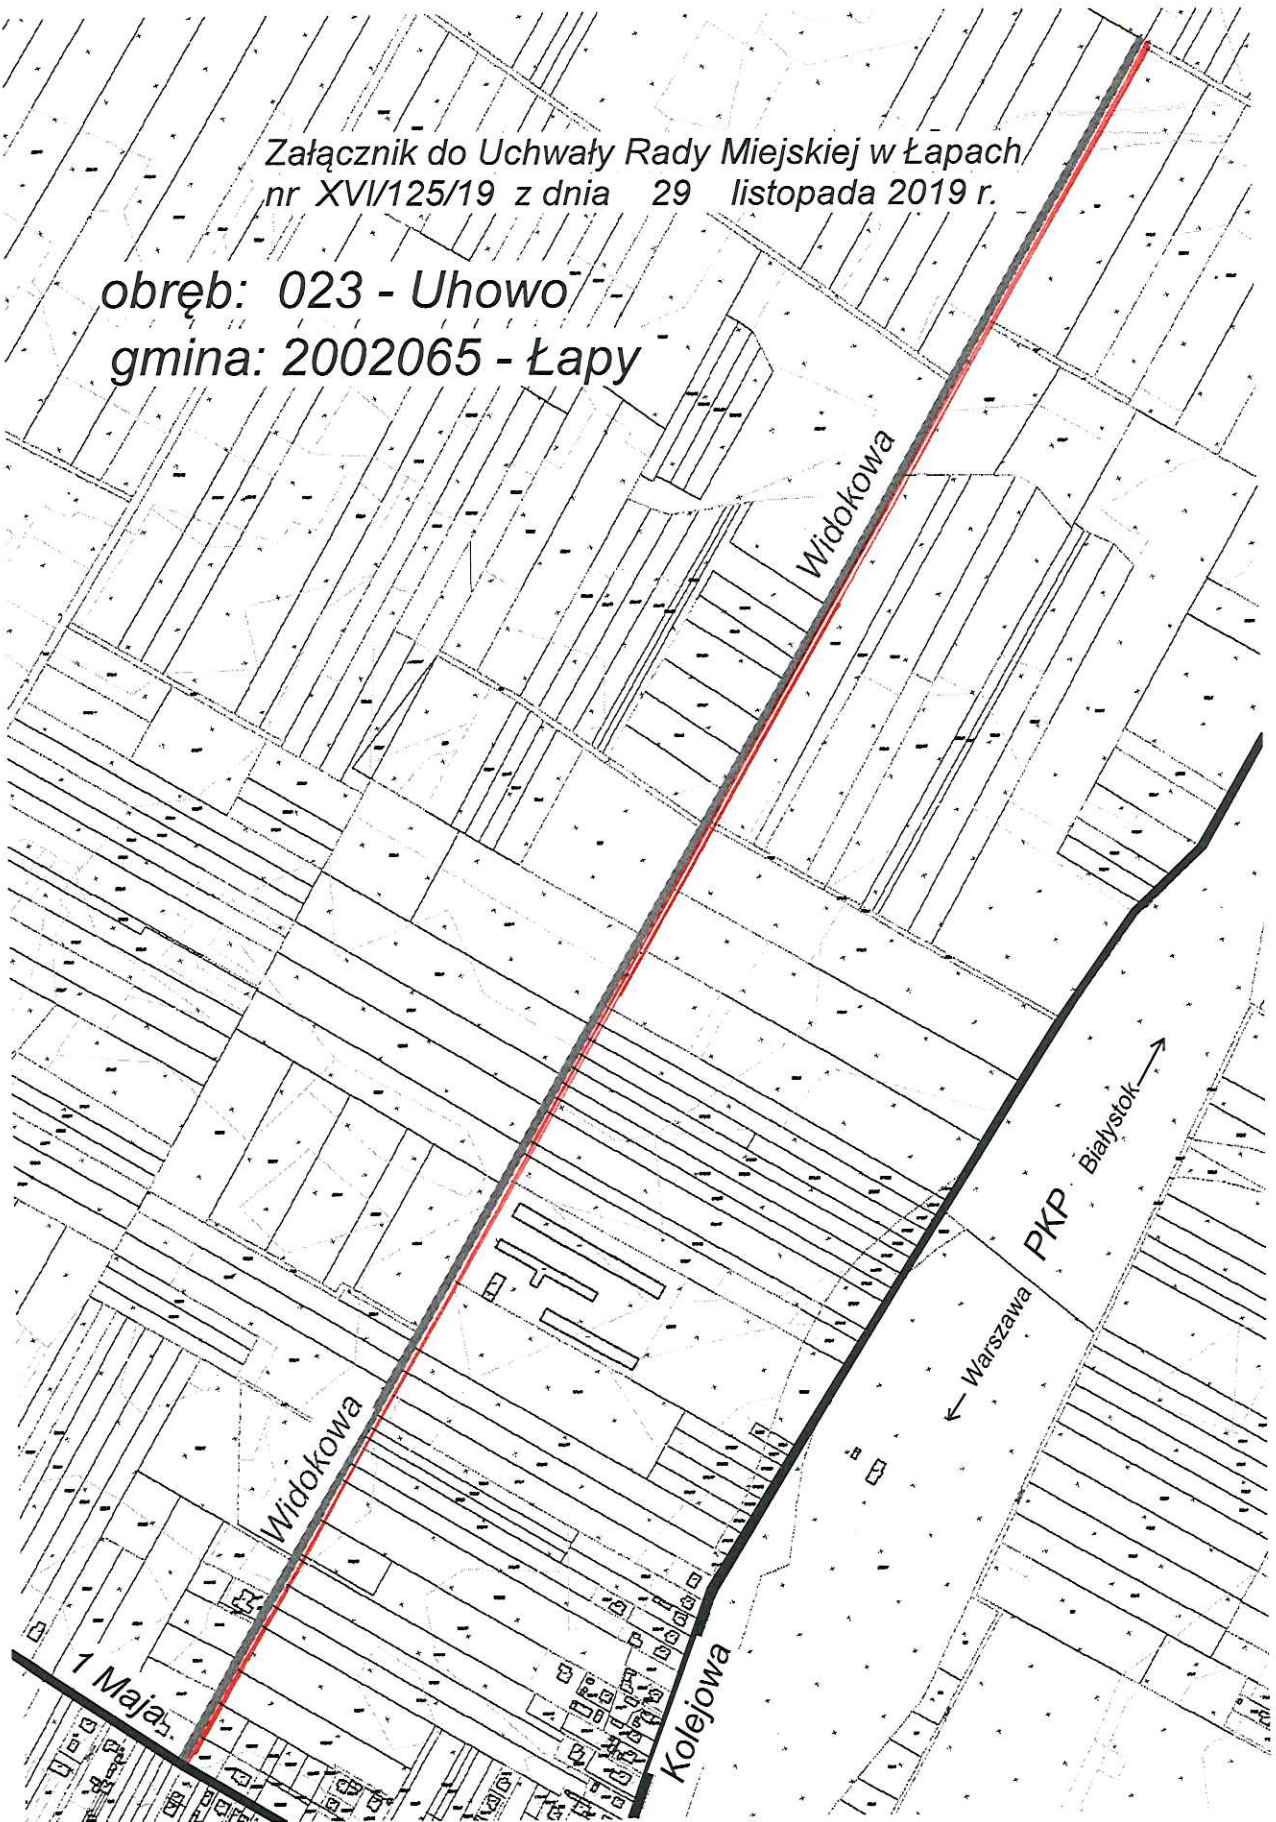 Załącznik do Uchwały Rady Miejskiej w Łapach
nr XVI/125/19 z dnia 29 listopada 2019 r.
obręb: 023 - Uhowo
gmina: 2002065 - Łapy
Widokowa
Białystok
PKP
Warszawa
Widokowa
1 Maja
Kolejowa